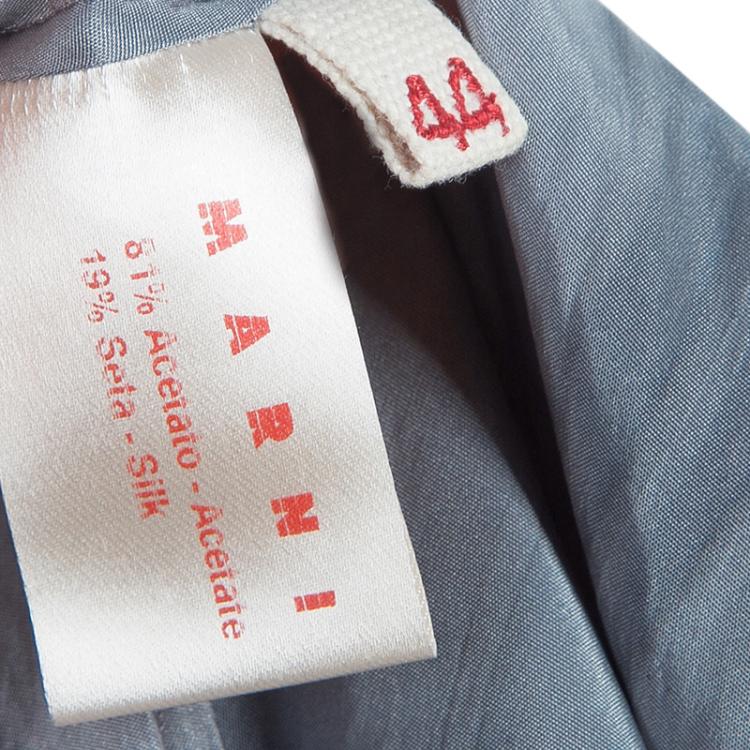 44
MARNI
81% Acetato - Acetate
19% Seta - Silk